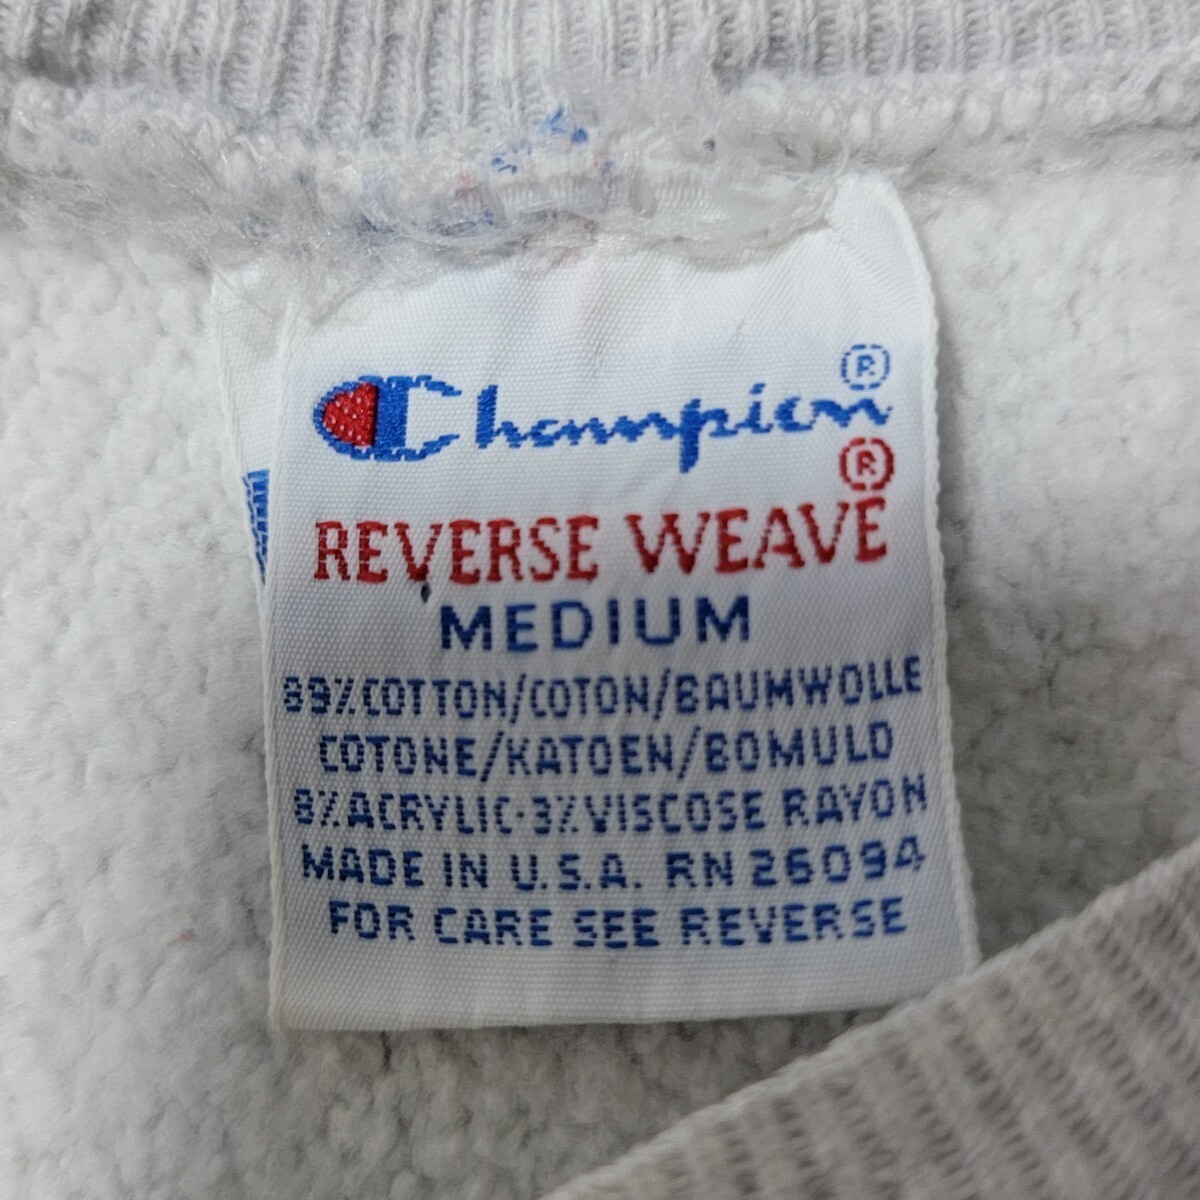 Champion®
REVERSE WEAVE®
MEDIUM
89% COTTON/COTON/BAUMWOLLE
COTONE/KATOEN/BOMULD
8% ACRYLIC·3% VISCOSE RAYON
MADE IN U.S.A. RN 26094
FOR CARE SEE REVERSE